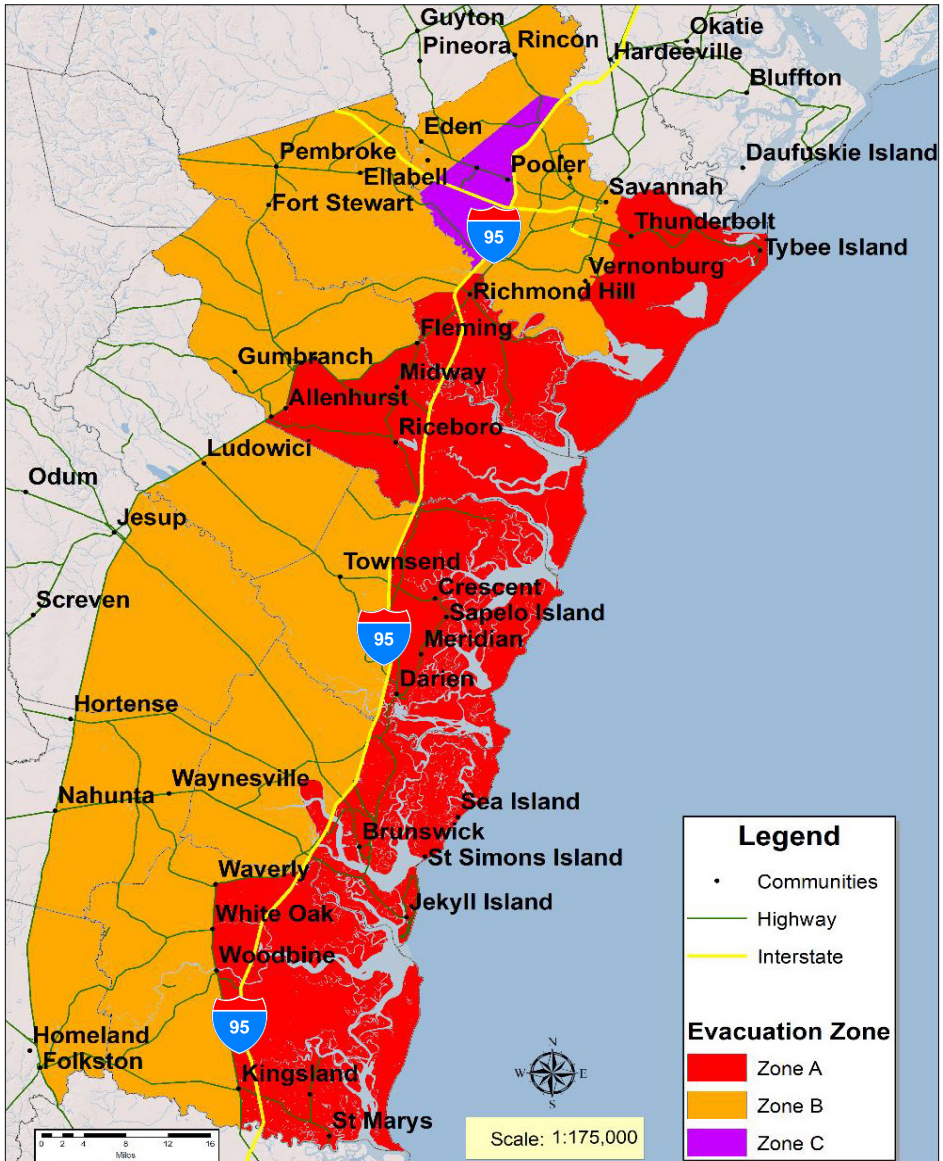 Guyton
Okatie
Pineora
Rincon
Hardeeville
Bluffton
Eden
Pembroke
Ellabell
Pooler
Daufuskie Island
Fort Stewart
Savannah
95
Thunderbolt
Tybee Island
Vernonburg
Richmond Hill
Fleming
Gumbranch
Midway
Allenhurst
Riceboro
Ludowici
Odum
Jesup
Townsend
Crescent
Screven
Sapelo Island
95
Meridian
Darien
Hortense
Waynesville
Nahunta
Sea Island
Brunswick
St Simons Island
Waverly
Jekyll Island
White Oak
Woodbine
95
Homeland
Folkston
Kingsland
St Marys
Legend
Communities
Highway
Interstate
Evacuation Zone
Zone A
Zone B
Zone C
N
W E
S
Scale: 1:175,000
0 2 4 8 12 16
Miles